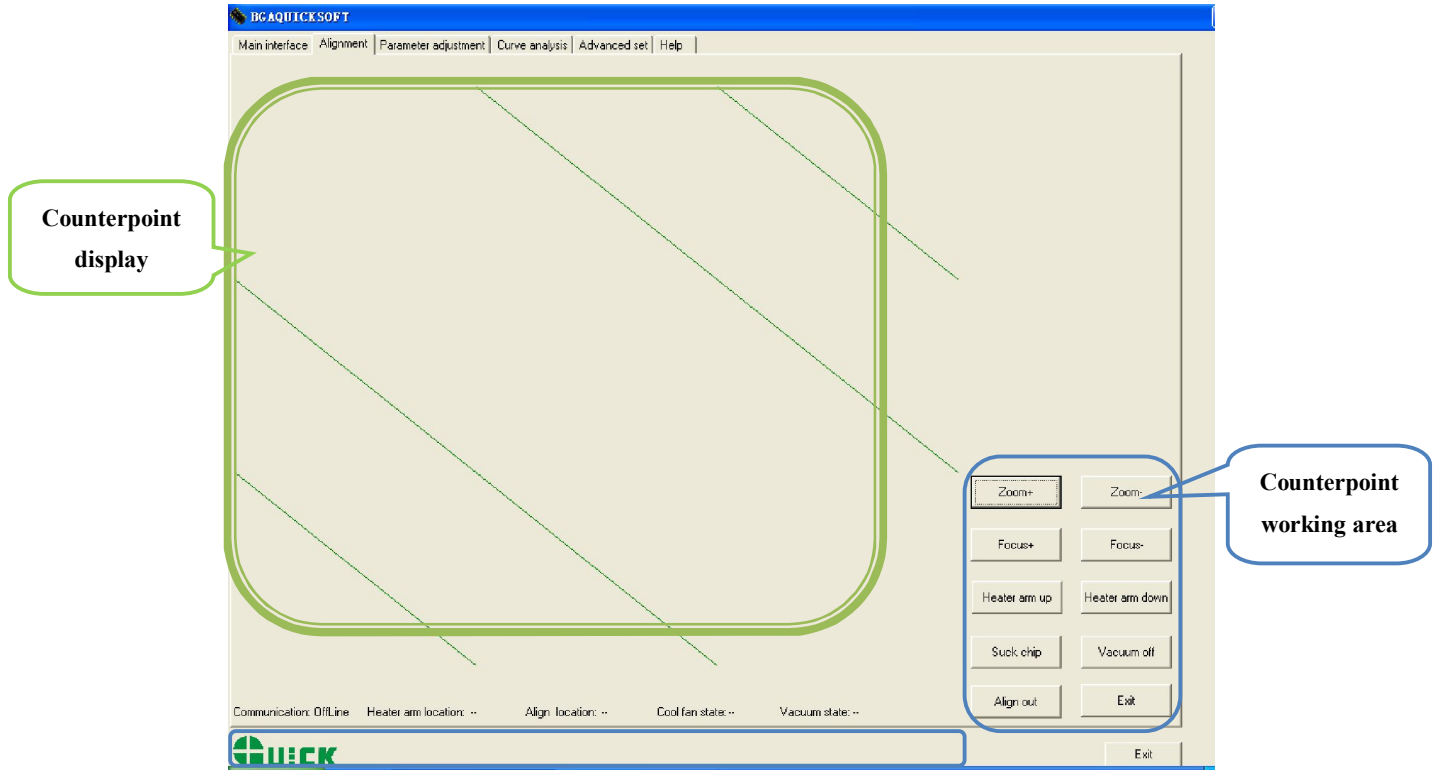 BGAQUICKSOFT
Main interface Alignment Parameter adjustment Curve analysis Advanced set Help
Counterpoint
display
Zoom+ Zoom-
Counterpoint
working area
Focus+ Focus-
Heater arm up Heater arm down
Suck chip Vacuum off
Align out Exit
Communication: OffLine Heater arm location: -- Align location: -- Cool fan state: -- Vacuum state: --
QUICK
Exit